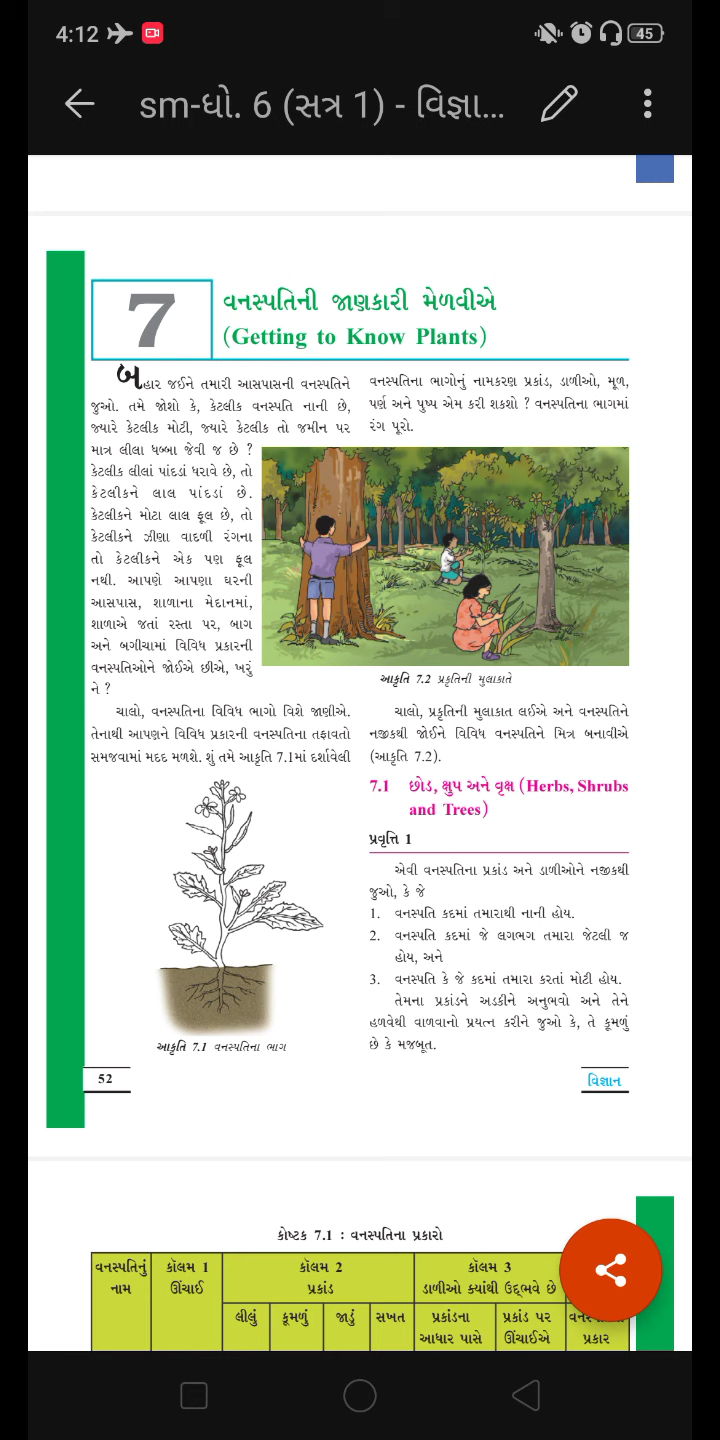 4:12
45
sm-ધો. 6 (સત્ર 1) - વિજ્ઞા...
7
વનસ્પતિની જાણકારી મેળવીએ
(Getting to Know Plants)
બહાર જઈને તમારી આસપાસની વનસ્પતિને
જુઓ. તમે જોશો કે, કેટલીક વનસ્પતિ નાની છે,
જ્યારે કેટલીક મોટી, જ્યારે કેટલીક તો જમીન પર
માત્ર લીલા ધબ્બા જેવી જ છે ?
કેટલીક લીલાં પાંદડાં ધરાવે છે, તો
કેટલીકને લાલ પાંદડાં છે.
કેટલીકને મોટા લાલ ફૂલ છે, તો
કેટલીકને ઝીણા વાદળી રંગના
તો કેટલીકને એક પણ ફૂલ
નથી. આપણે આપણા ઘરની
આસપાસ, શાળાના મેદાનમાં,
શાળાએ જતાં રસ્તા પર, બાગ
અને બગીચામાં વિવિધ પ્રકારની
વનસ્પતિઓને જોઈએ છીએ, ખરું
ને ?
ચાલો, વનસ્પતિના વિવિધ ભાગો વિશે જાણીએ.
તેનાથી આપણને વિવિધ પ્રકારની વનસ્પતિના તફાવતો
સમજવામાં મદદ મળશે. શું તમે આકૃતિ 7.1માં દર્શાવેલી
આકૃતિ 7.1 વનસ્પતિના ભાગ
વનસ્પતિના ભાગોનું નામકરણ પ્રકાંડ, ડાળીઓ, મૂળ,
પર્ણ અને પુષ્પ એમ કરી શકશો ? વનસ્પતિના ભાગમાં
રંગ પૂરો.
આકૃતિ 7.2 પ્રકૃતિની મુલાકાતે
ચાલો, પ્રકૃતિની મુલાકાત લઈએ અને વનસ્પતિને
નજીકથી જોઈને વિવિધ વનસ્પતિને મિત્ર બનાવીએ
(આકૃતિ 7.2).
7.1 છોડ, ક્ષુપ અને વૃક્ષ (Herbs, Shrubs
and Trees)
પ્રવૃત્તિ 1
એવી વનસ્પતિના પ્રકાંડ અને ડાળીઓને નજીકથી
જુઓ, કે જે
1. વનસ્પતિ કદમાં તમારાથી નાની હોય.
2. વનસ્પતિ કદમાં જે લગભગ તમારા જેટલી જ
હોય, અને
3. વનસ્પતિ કે જે કદમાં તમારા કરતાં મોટી હોય.
તેમના પ્રકાંડને અડકીને અનુભવો અને તેને
હળવેથી વાળવાનો પ્રયત્ન કરીને જુઓ કે, તે કૂમળું
છે કે મજબૂત.
52
વિજ્ઞાન
કોષ્ટક 7.1 : વનસ્પતિના પ્રકારો
વનસ્પતિનું
નામ
કૉલમ 1
ઊંચાઈ
કૉલમ 2
પ્રકાંડ
કૉલમ 3
ડાળીઓ ક્યાંથી ઉદ્ભવે છે
લીલું
કૂમળું
જાડું
સખત
પ્રકાંડના
આધાર પાસે
પ્રકાંડ પર
ઊંચાઈએ
પ્રકાર